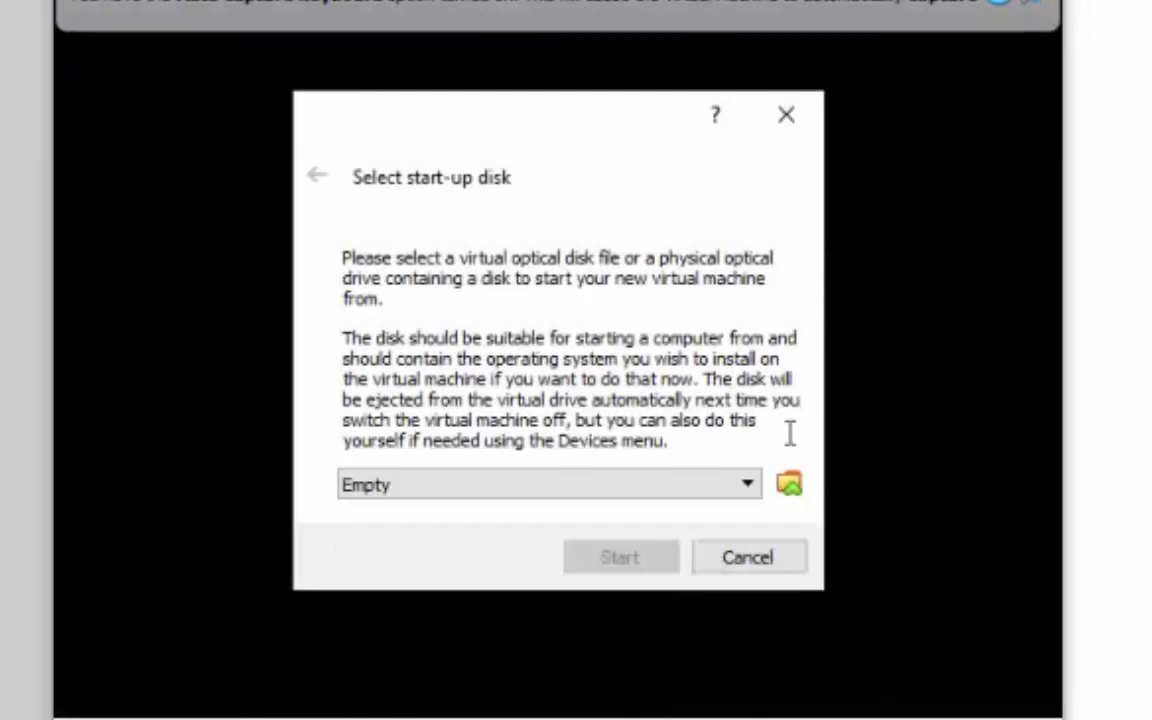 ?
Select start-up disk
Please select a virtual optical disk file or a physical optical
drive containing a disk to start your new virtual machine
from.
The disk should be suitable for starting a computer from and
should contain the operating system you wish to install on
the virtual machine if you want to do that now. The disk will
be ejected from the virtual drive automatically next time you
switch the virtual machine off, but you can also do this
yourself if needed using the Devices menu.
Empty
Start
Cancel